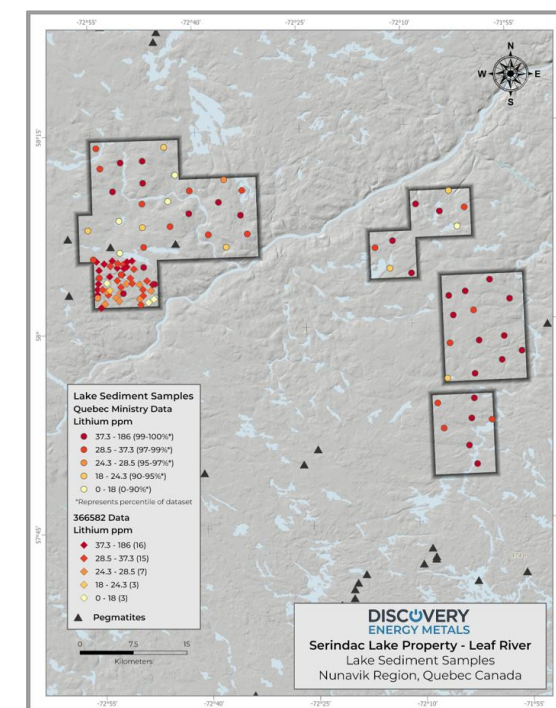 -72°55' -72°40' -72°10' -71°55'
N
W E
S
58°15'
58°
57°45'
Lake Sediment Samples
Quebec Ministry Data
Lithium ppm
37.3 - 186 (99-100%*)
28.5 - 37.3 (97-99%*)
24.3 - 28.5 (95-97%*)
18 - 24.3 (90-95%*)
0 - 18 (0-90%*)
*Represents percentile of dataset
366582 Data
Lithium ppm
37.3 - 186 (16)
28.5 - 37.3 (15)
24.3 - 28.5 (7)
18 - 24.3 (3)
0 - 18 (3)
Pegmatites
0 7.5 15
Kilometers
DISCOVERY
ENERGY METALS
Serindac Lake Property - Leaf River
Lake Sediment Samples
Nunavik Region, Quebec Canada
-72°55' -72°40' -72°25' -72°10' -71°55'